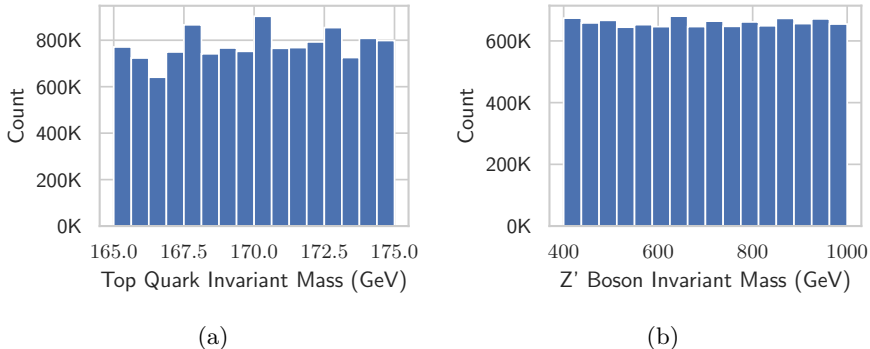 800K
600K
400K
200K
0K
Count
165.0 167.5 170.0 172.5 175.0
Top Quark Invariant Mass (GeV)
(a)
600K
400K
200K
0K
Count
400 600 800 1000
Z' Boson Invariant Mass (GeV)
(b)